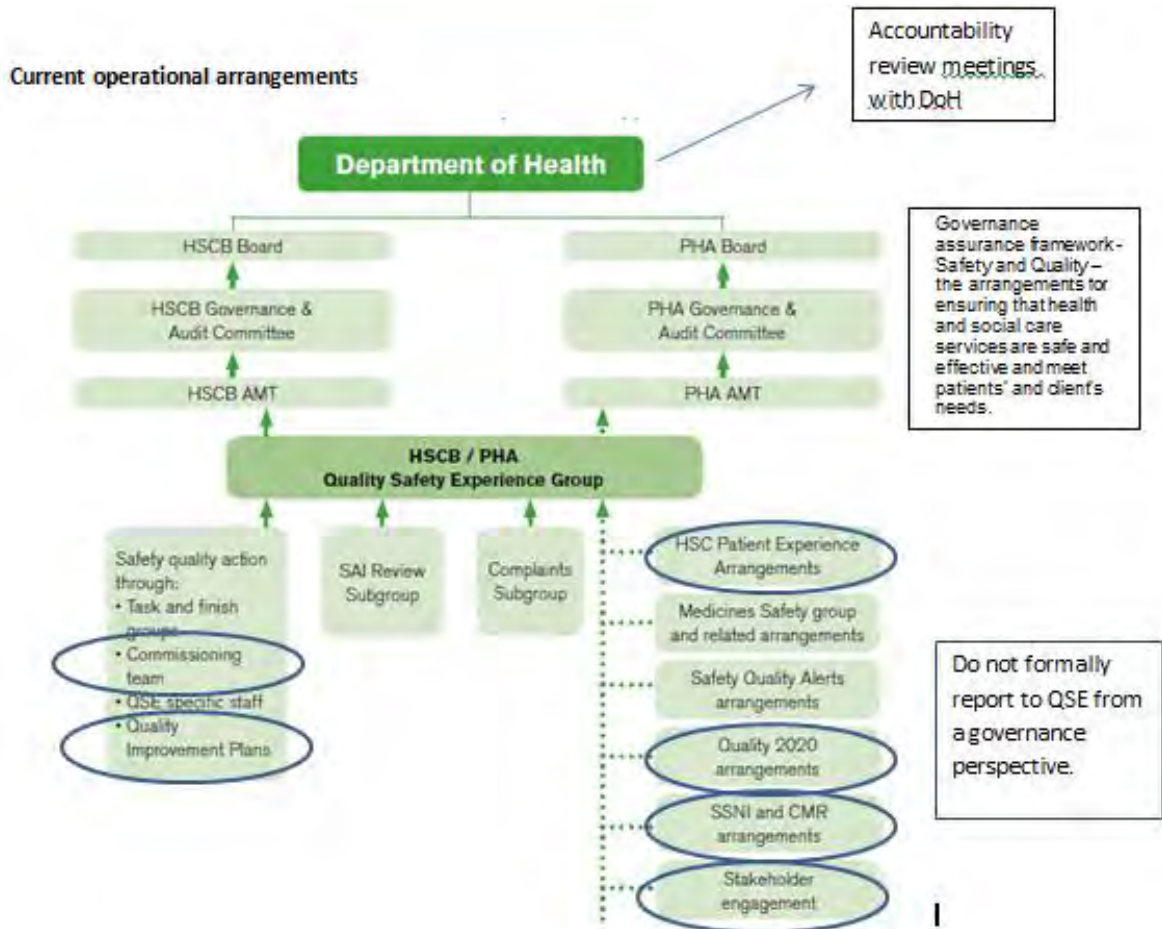 Current operational arrangements
Accountability
review meetings
with DoH
Department of Health
HSCB Board
PHA Board
HSCB Governance &
Audit Committee
PHA Governance &
Audit Committee
HSCB AMT
PHA AMT
Governance
assurance framework-
Safety and Quality –
the arrangements for
ensuring that health
and social care
services are safe and
effective and meet
patients' and client's
needs.
HSCB / PHA
Quality Safety Experience Group
Safety quality action
through:
• Task and finish
groups
• Commissioning
team
• QSE specific staff
• Quality
Improvement Plans
SAI Review
Subgroup
Complaints
Subgroup
HSC Patient Experience
Arrangements
Medicines Safety group
and related arrangements
Safety Quality Alerts
arrangements
Quality 2020
arrangements
SSNI and CMR
arrangements
Stakeholder
engagement
Do not formally
report to QSE from
a governance
perspective.